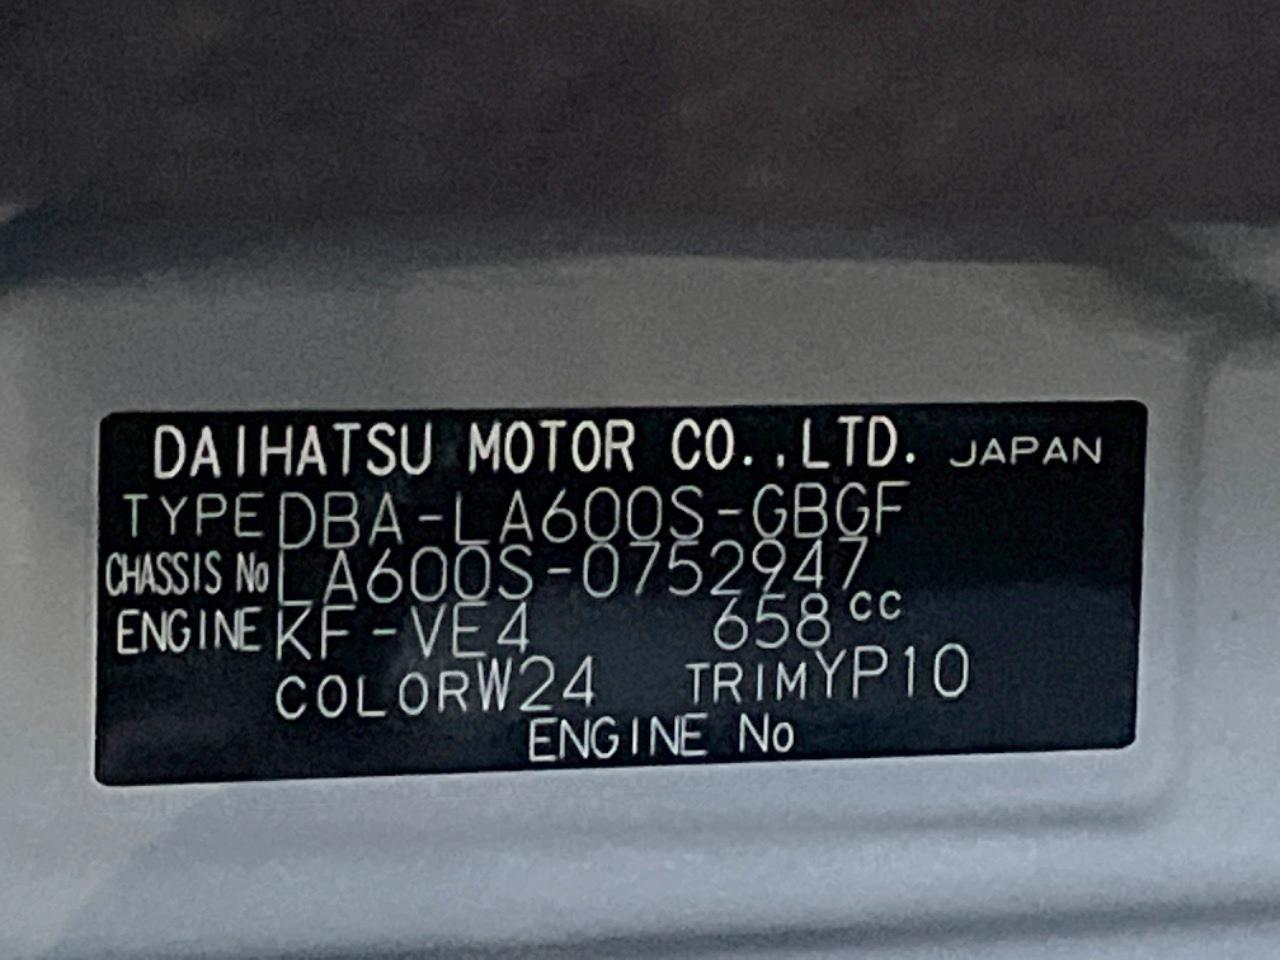 DAIHATSU MOTOR CO.,LTD. JAPAN
TYPE DBA-LA600S-GBGF
CHASSIS No LA600S-0752947
ENGINE KF-VE4 658cc
COLOR W24 TRIM YP10
ENGINE No